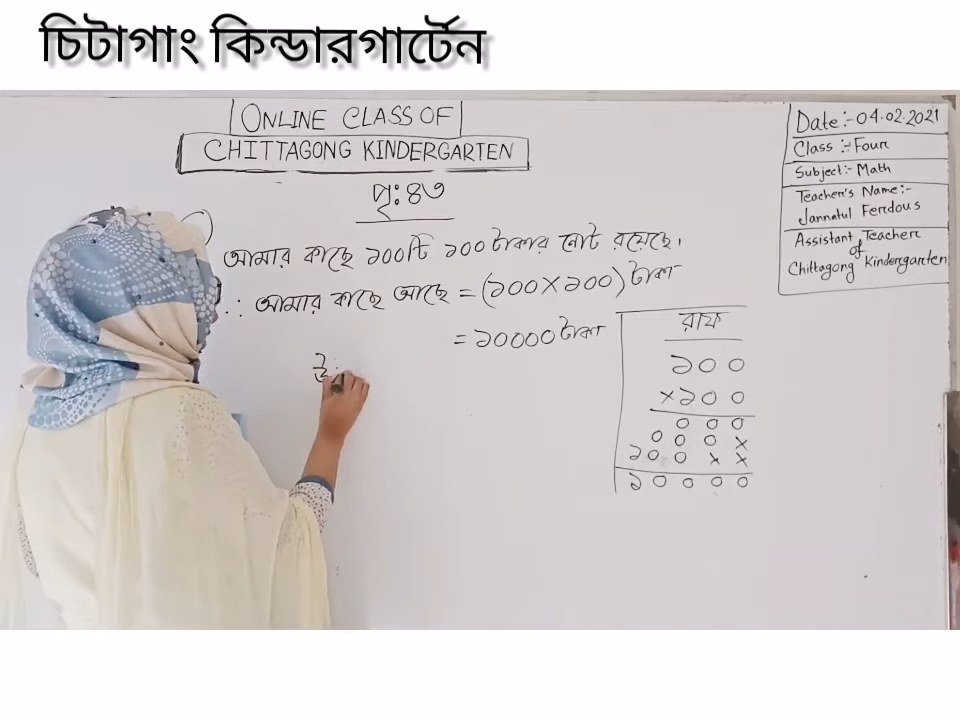 চিটাগাং কিন্ডারগার্টেন
ONLINE CLASS OF
CHITTAGONG KINDERGARTEN
পৃঃ ৪৩
আমার কাছে ১০০টি ১০০ টাকার নোট রয়েছে।
∴ আমার কাছে আছে = (১০০×১০০) টাকা
= ১০০০০ টাকা
উঃ
রাফ
১০০
×১০০
০০০
০০০×
১০০××
১০০০০
Date:- 04.02.2021
Class :- Four
Subject:- Math
Teacher's Name:-
Jannatul Ferdous
Assistant Teacher
of
Chittagong Kindergarten